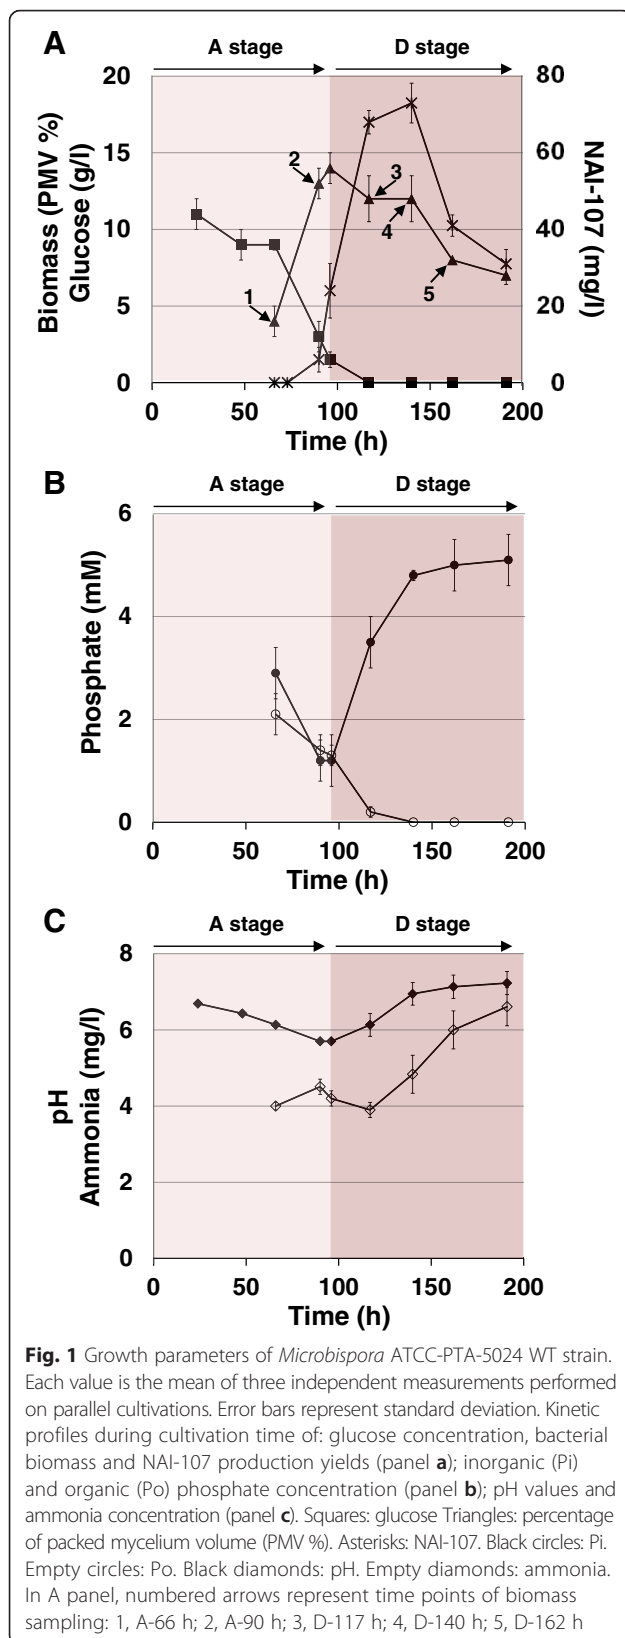 A
A stage
D stage
20
15
10
5
0
80
60
40
20
0
Biomass (PMV %)
Glucose (g/l)
NAI-107 (mg/l)
1
2
3
4
5
0 50 100 150 200
Time (h)
B
A stage
D stage
6
4
2
0
Phosphate (mM)
0 50 100 150 200
Time (h)
C
A stage
D stage
8
6
4
2
0
pH
Ammonia (mg/l)
0 50 100 150 200
Time (h)
Fig. 1 Growth parameters of Microbispora ATCC-PTA-5024 WT strain.
Each value is the mean of three independent measurements performed
on parallel cultivations. Error bars represent standard deviation. Kinetic
profiles during cultivation time of: glucose concentration, bacterial
biomass and NAI-107 production yields (panel a); inorganic (Pi)
and organic (Po) phosphate concentration (panel b); pH values and
ammonia concentration (panel c). Squares: glucose Triangles: percentage
of packed mycelium volume (PMV %). Asterisks: NAI-107. Black circles: Pi.
Empty circles: Po. Black diamonds: pH. Empty diamonds: ammonia.
In A panel, numbered arrows represent time points of biomass
sampling: 1, A-66 h; 2, A-90 h; 3, D-117 h; 4, D-140 h; 5, D-162 h